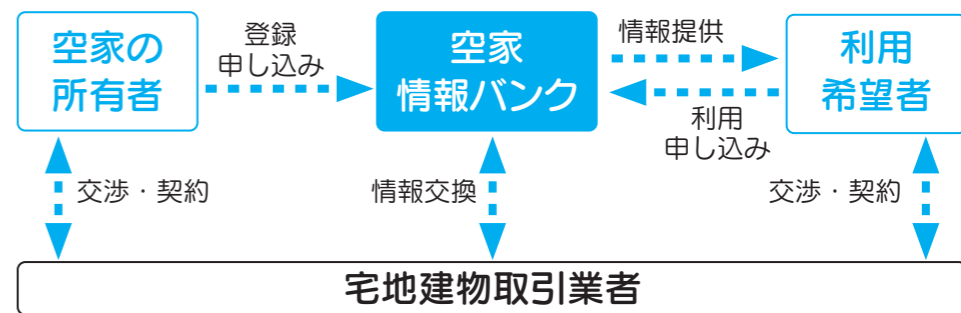 空家の
所有者
登録
申し込み
空家
情報バンク
情報提供
利用
申し込み
利用
希望者
交渉・契約
情報交換
交渉・契約
宅地建物取引業者